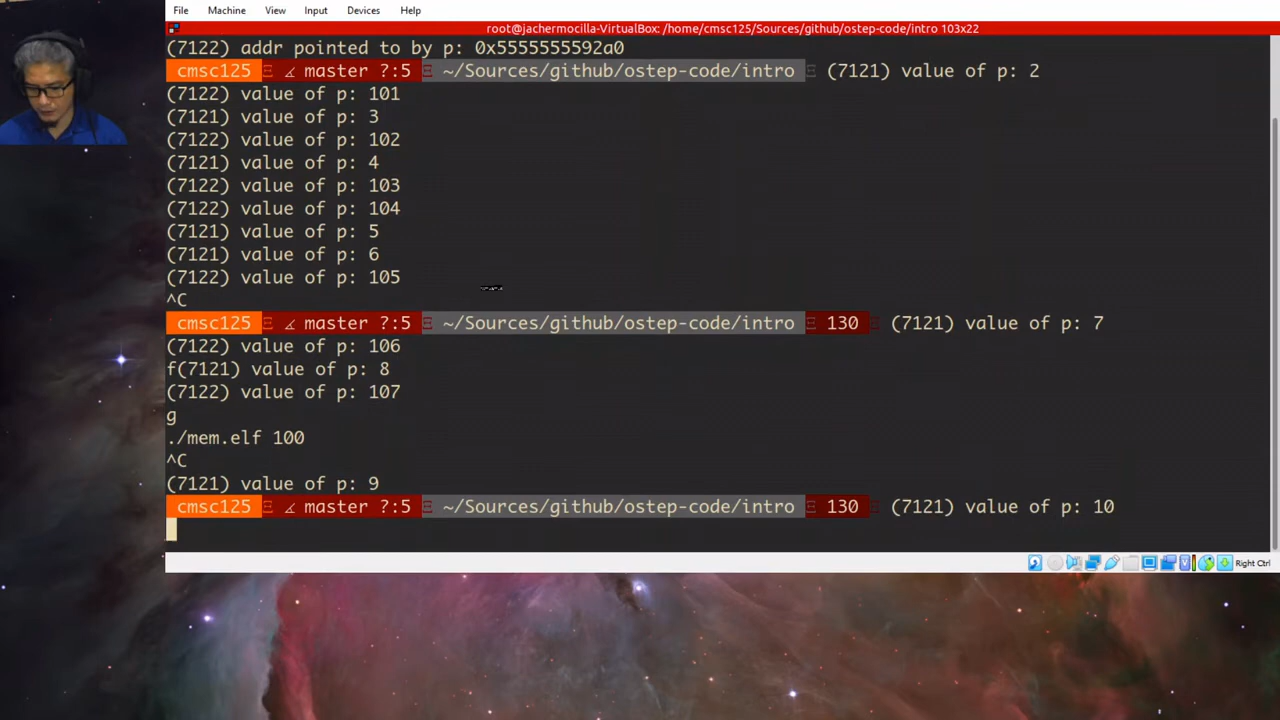 File Machine View Input Devices Help
root@jachermocilla-VirtualBox: /home/cmsc125/Sources/github/ostep-code/intro 103x22
(7122) addr pointed to by p: 0x5555555592a0
cmsc125 master ?:5 ~/Sources/github/ostep-code/intro (7121) value of p: 2
(7122) value of p: 101
(7121) value of p: 3
(7122) value of p: 102
(7121) value of p: 4
(7122) value of p: 103
(7122) value of p: 104
(7121) value of p: 5
(7121) value of p: 6
(7122) value of p: 105
^C
cmsc125 master ?:5 ~/Sources/github/ostep-code/intro 130 (7121) value of p: 7
(7122) value of p: 106
f(7121) value of p: 8
(7122) value of p: 107
g
./mem.elf 100
^C
(7121) value of p: 9
cmsc125 master ?:5 ~/Sources/github/ostep-code/intro 130 (7121) value of p: 10
Right Ctrl